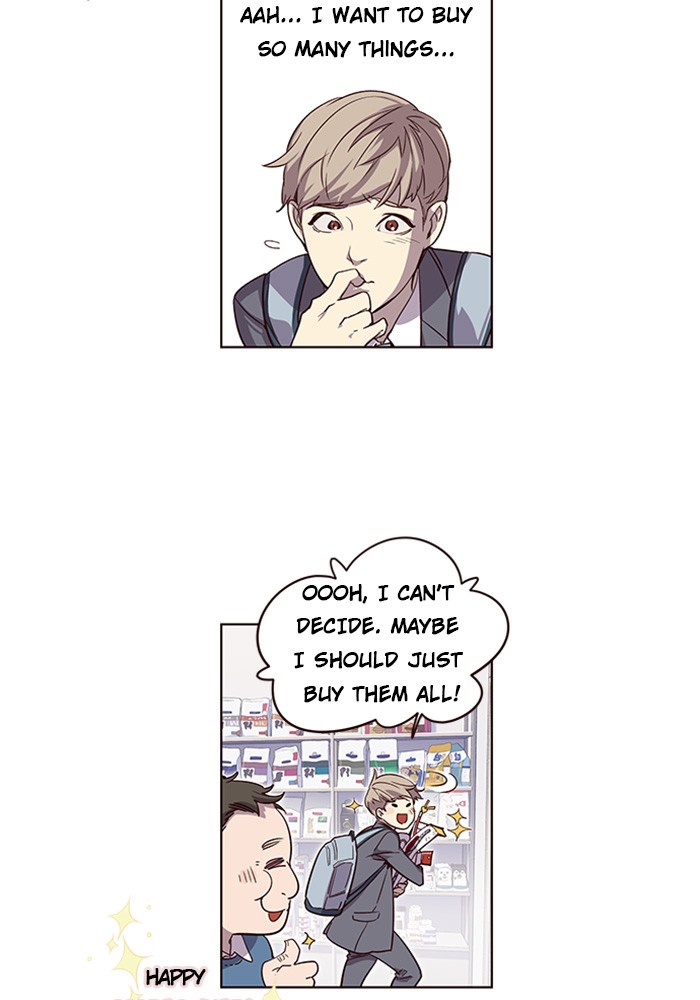 AAH... I WANT TO BUY
SO MANY THINGS...
OOOH, I CAN'T
DECIDE. MAYBE
I SHOULD JUST
BUY THEM ALL!
HAPPY